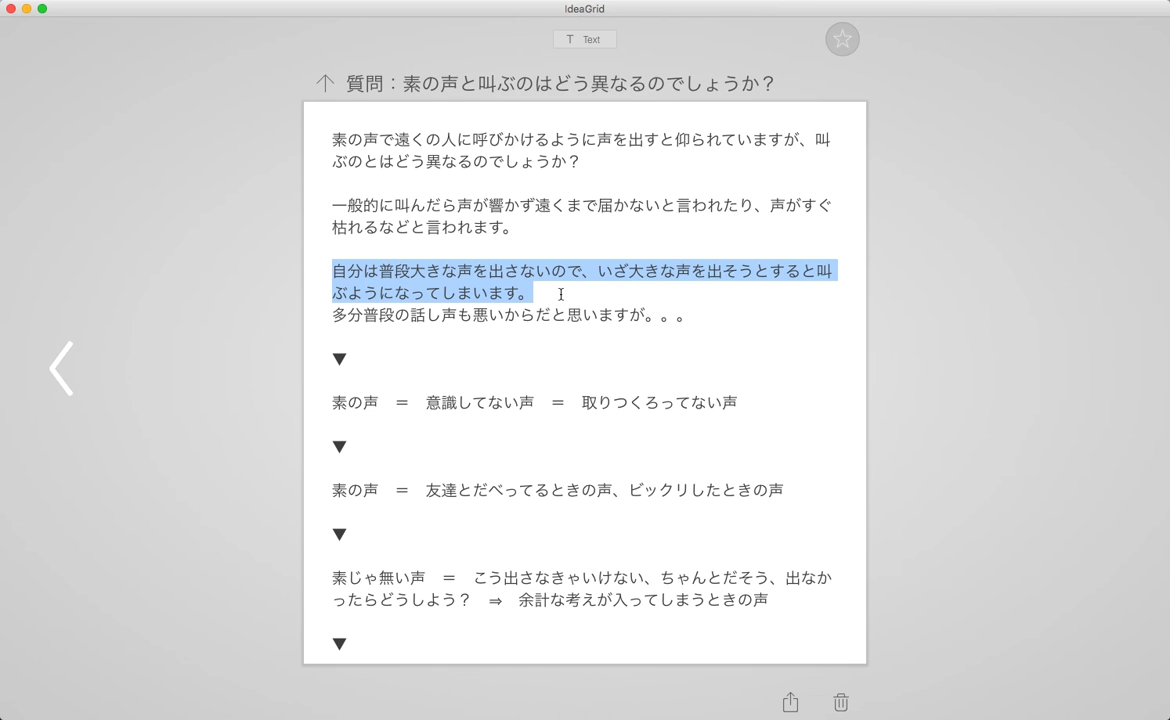 IdeaGrid
T Text
↑ 質問：素の声と叫ぶのはどう異なるのでしょうか？
素の声で遠くの人に呼びかけるように声を出すと仰られていますが、叫
ぶのとはどう異なるのでしょうか？
一般的に叫んだら声が響かず遠くまで届かないと言われたり、声がすぐ
枯れるなどと言われます。
自分は普段大きな声を出さないので、いざ大きな声を出そうとすると叫
ぶようになってしまいます。
多分普段の話し声も悪いからだと思いますが。。。
▼
素の声　＝　意識してない声　＝　取りつくろってない声
▼
素の声　＝　友達とだべってるときの声、ビックリしたときの声
▼
素じゃ無い声　＝　こう出さなきゃいけない、ちゃんとだそう、出なか
ったらどうしよう？　⇒　余計な考えが入ってしまうときの声
▼